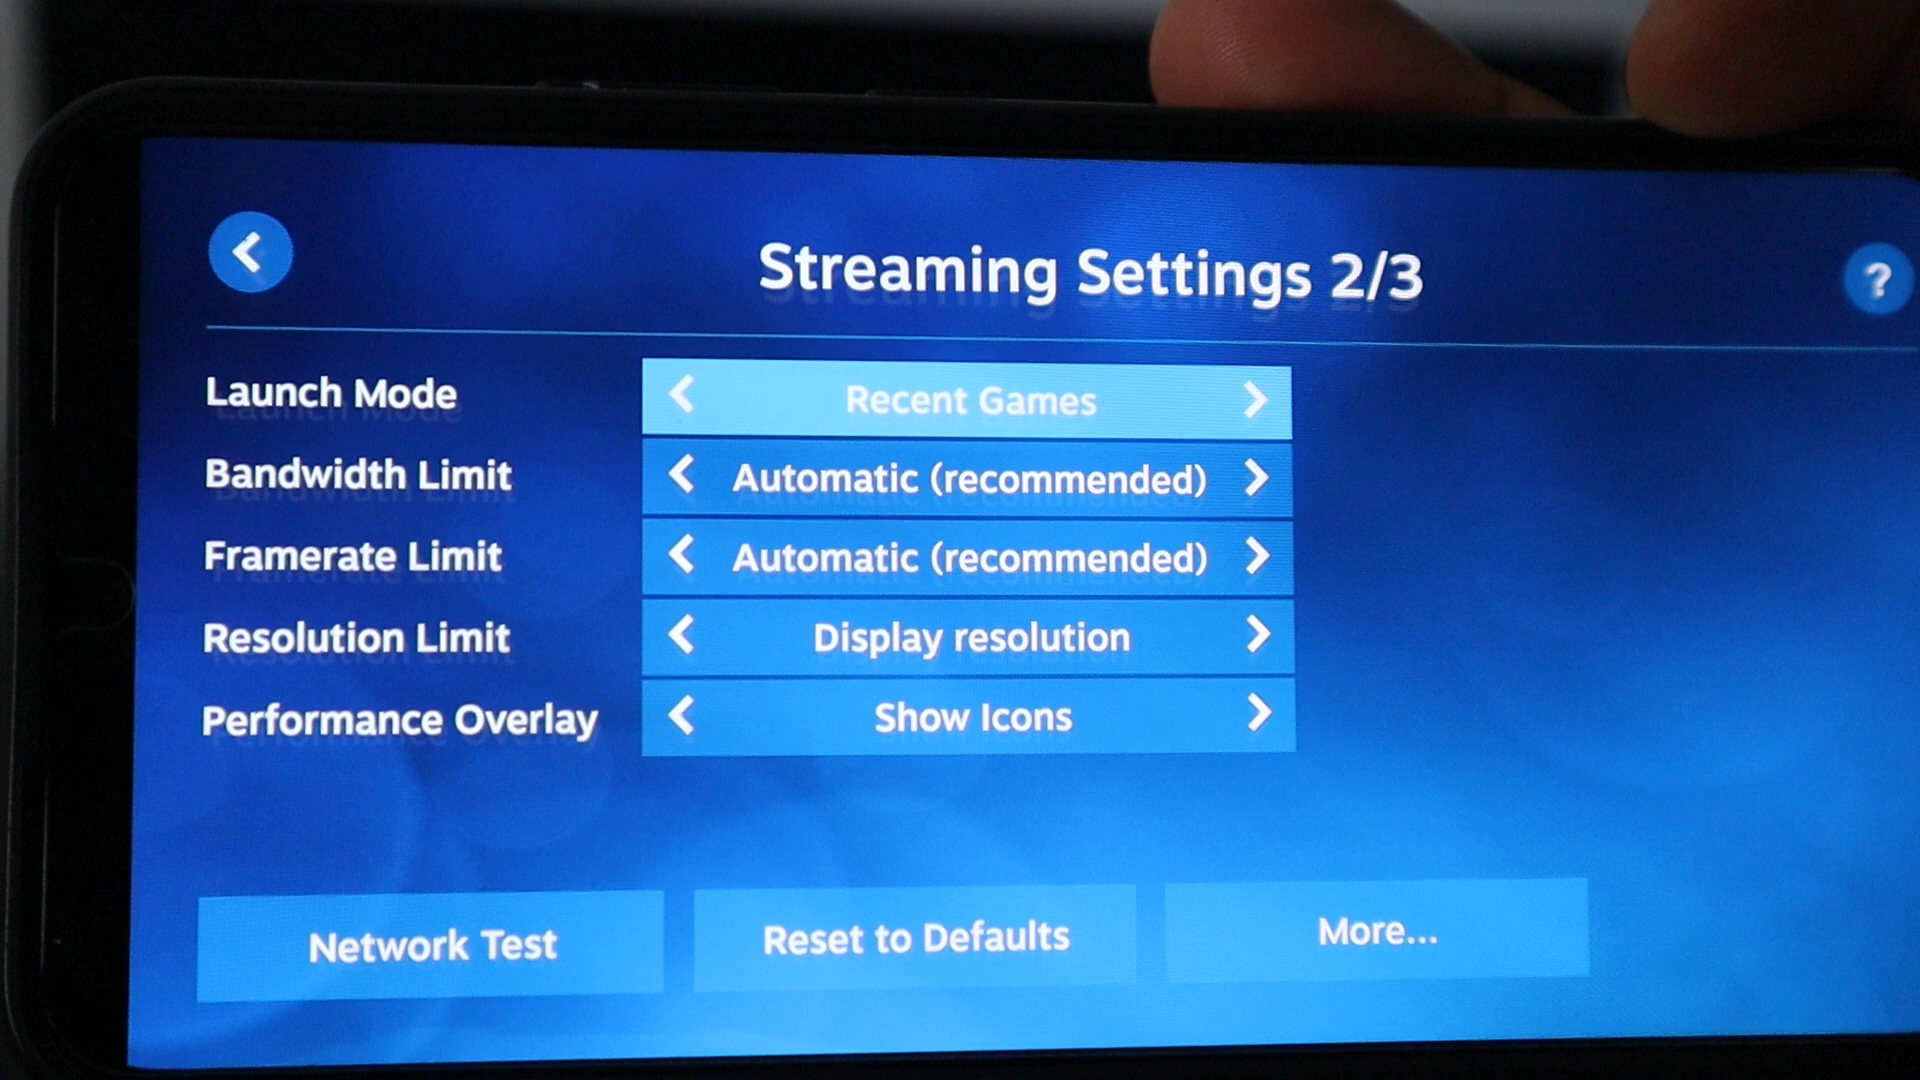 Streaming Settings 2/3
?
Launch Mode
Recent Games
Bandwidth Limit
Automatic (recommended)
Framerate Limit
Automatic (recommended)
Resolution Limit
Display resolution
Performance Overlay
Show Icons
Network Test
Reset to Defaults
More...